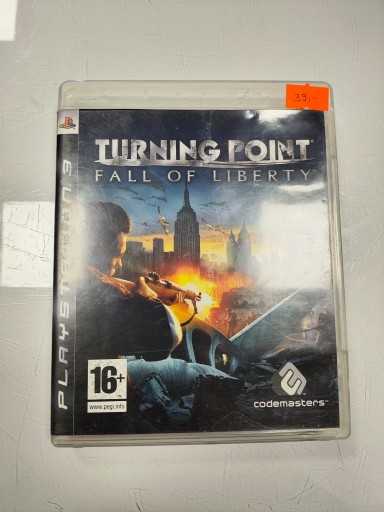 39,-
PLAYSTATION 3
TURNING POINT
FALL OF LIBERTY
16+
www.pegi.info
codemasters